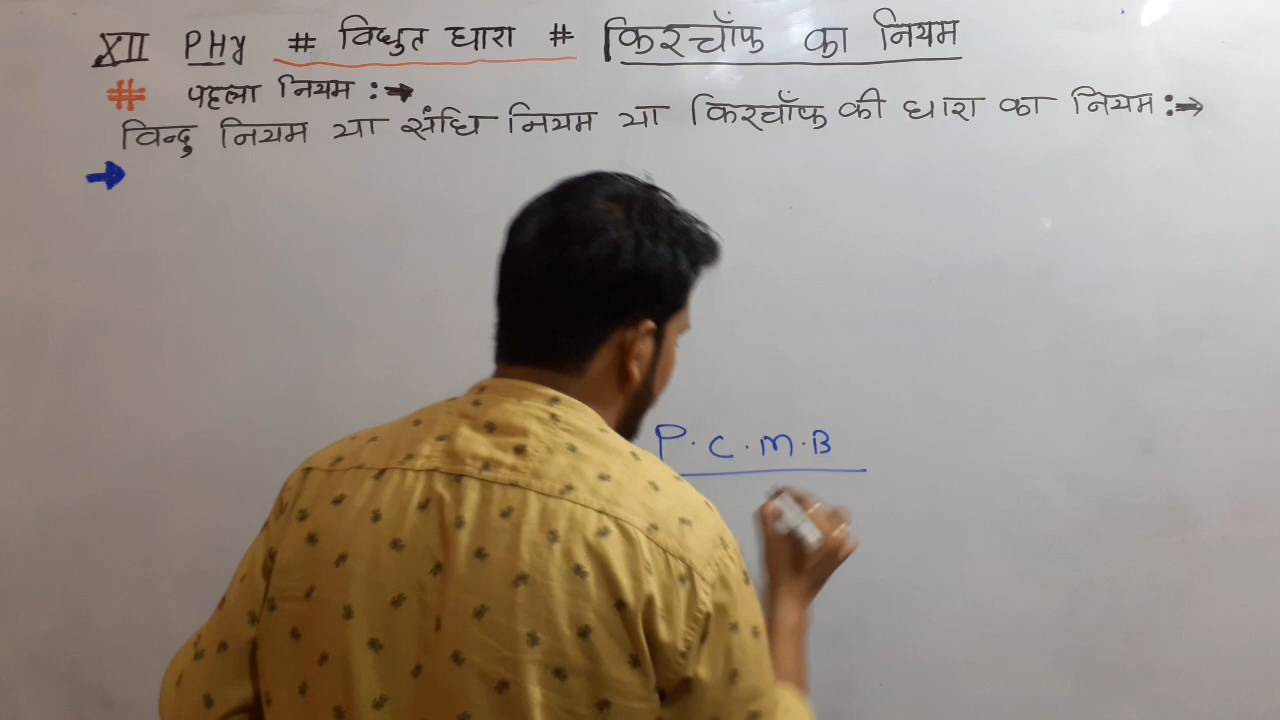 XII PHY # विधुत धारा # किरचॉफ का नियम
# पहला नियम :→
विन्दु नियम या संधि नियम या किरचॉफ की धारा का नियम :→
→
P.C.M.B